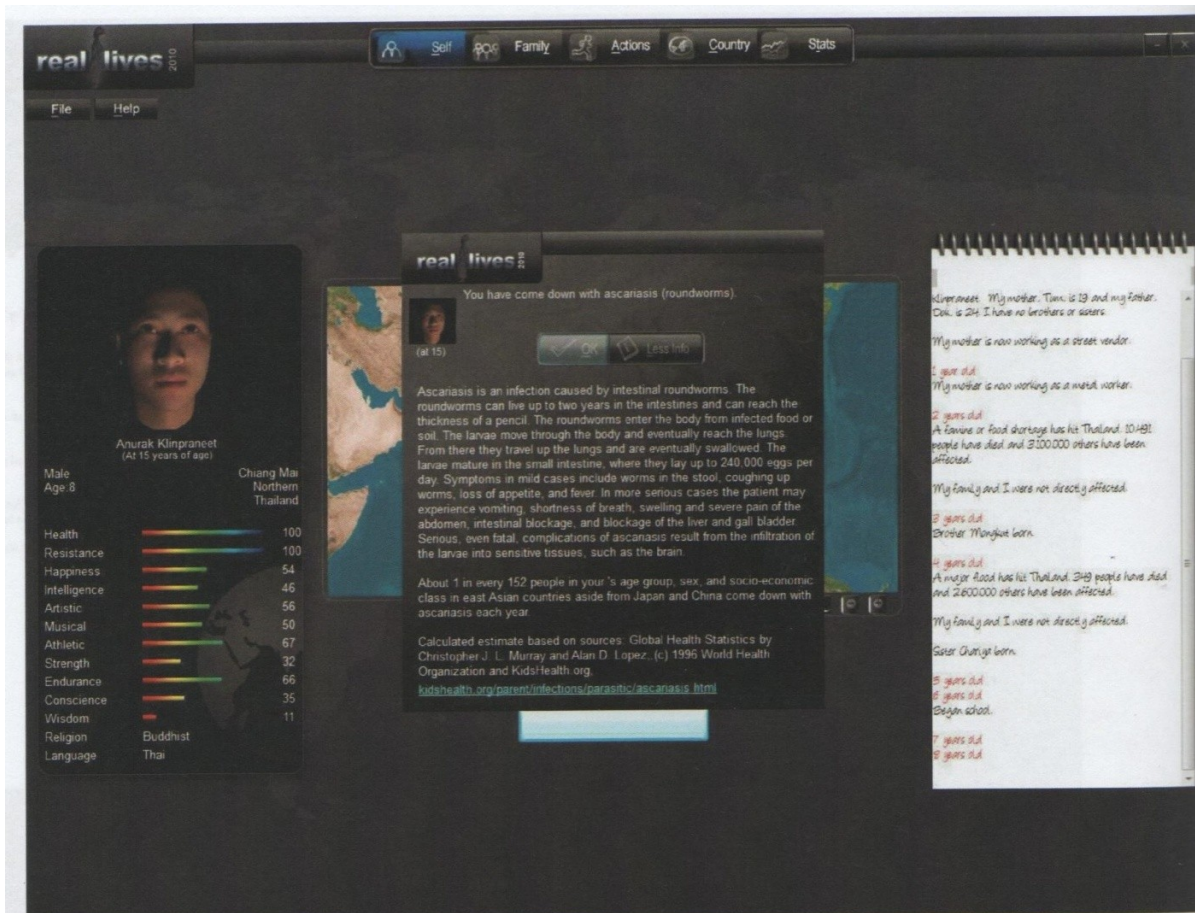 real lives 2010
Self
Family
Actions
Country
Stats
File
Help
Anurak Klinpraneet
(At 15 years of age)
Male
Age:8
Chiang Mai
Northern
Thailand
Health 100
Resistance 100
Happiness 54
Intelligence 46
Artistic 56
Musical 50
Athletic 67
Strength 32
Endurance 66
Conscience 35
Wisdom 11
Religion Buddhist
Language Thai
real lives 2010
You have come down with ascariasis (roundworms).
(at 15)
OK
Less Info
Ascariasis is an infection caused by intestinal roundworms. The
roundworms can live up to two years in the intestines and can reach the
thickness of a pencil. The roundworms enter the body from infected food or
soil. The larvae move through the body and eventually reach the lungs.
From there they travel up the lungs and are eventually swallowed. The
larvae mature in the small intestine, where they lay up to 240,000 eggs per
day. Symptoms in mild cases include worms in the stool, coughing up
worms, loss of appetite, and fever. In more serious cases the patient may
experience vomiting, shortness of breath, swelling and severe pain of the
abdomen, intestinal blockage, and blockage of the liver and gall bladder.
Serious, even fatal, complications of ascariasis result from the infiltration of
the larvae into sensitive tissues, such as the brain.
About 1 in every 152 people in your 's age group, sex, and socio-economic
class in east Asian countries aside from Japan and China come down with
ascariasis each year.
Calculated estimate based on sources: Global Health Statistics by
Christopher J. L. Murray and Alan D. Lopez, (c) 1996 World Health
Organization and KidsHealth.org,
kidshealth.org/parent/infections/parasitic/ascariasis.html
Klinpraneet. My mother, Tum, is 19 and my father,
Dok, is 24. I have no brothers or sisters.
My mother is now working as a street vendor.
1 year old
My mother is now working as a metal worker.
2 years old
A famine or food shortage has hit Thailand. 10,491
people have died and 3,100,000 others have been
affected.
My family and I were not directly affected.
3 years old
Brother Mongkut born.
4 years old
A major flood has hit Thailand. 349 people have died
and 2,600,000 others have been affected.
My family and I were not directly affected.
Sister Chariya born.
5 years old
6 years old
Began school.
7 years old
8 years old